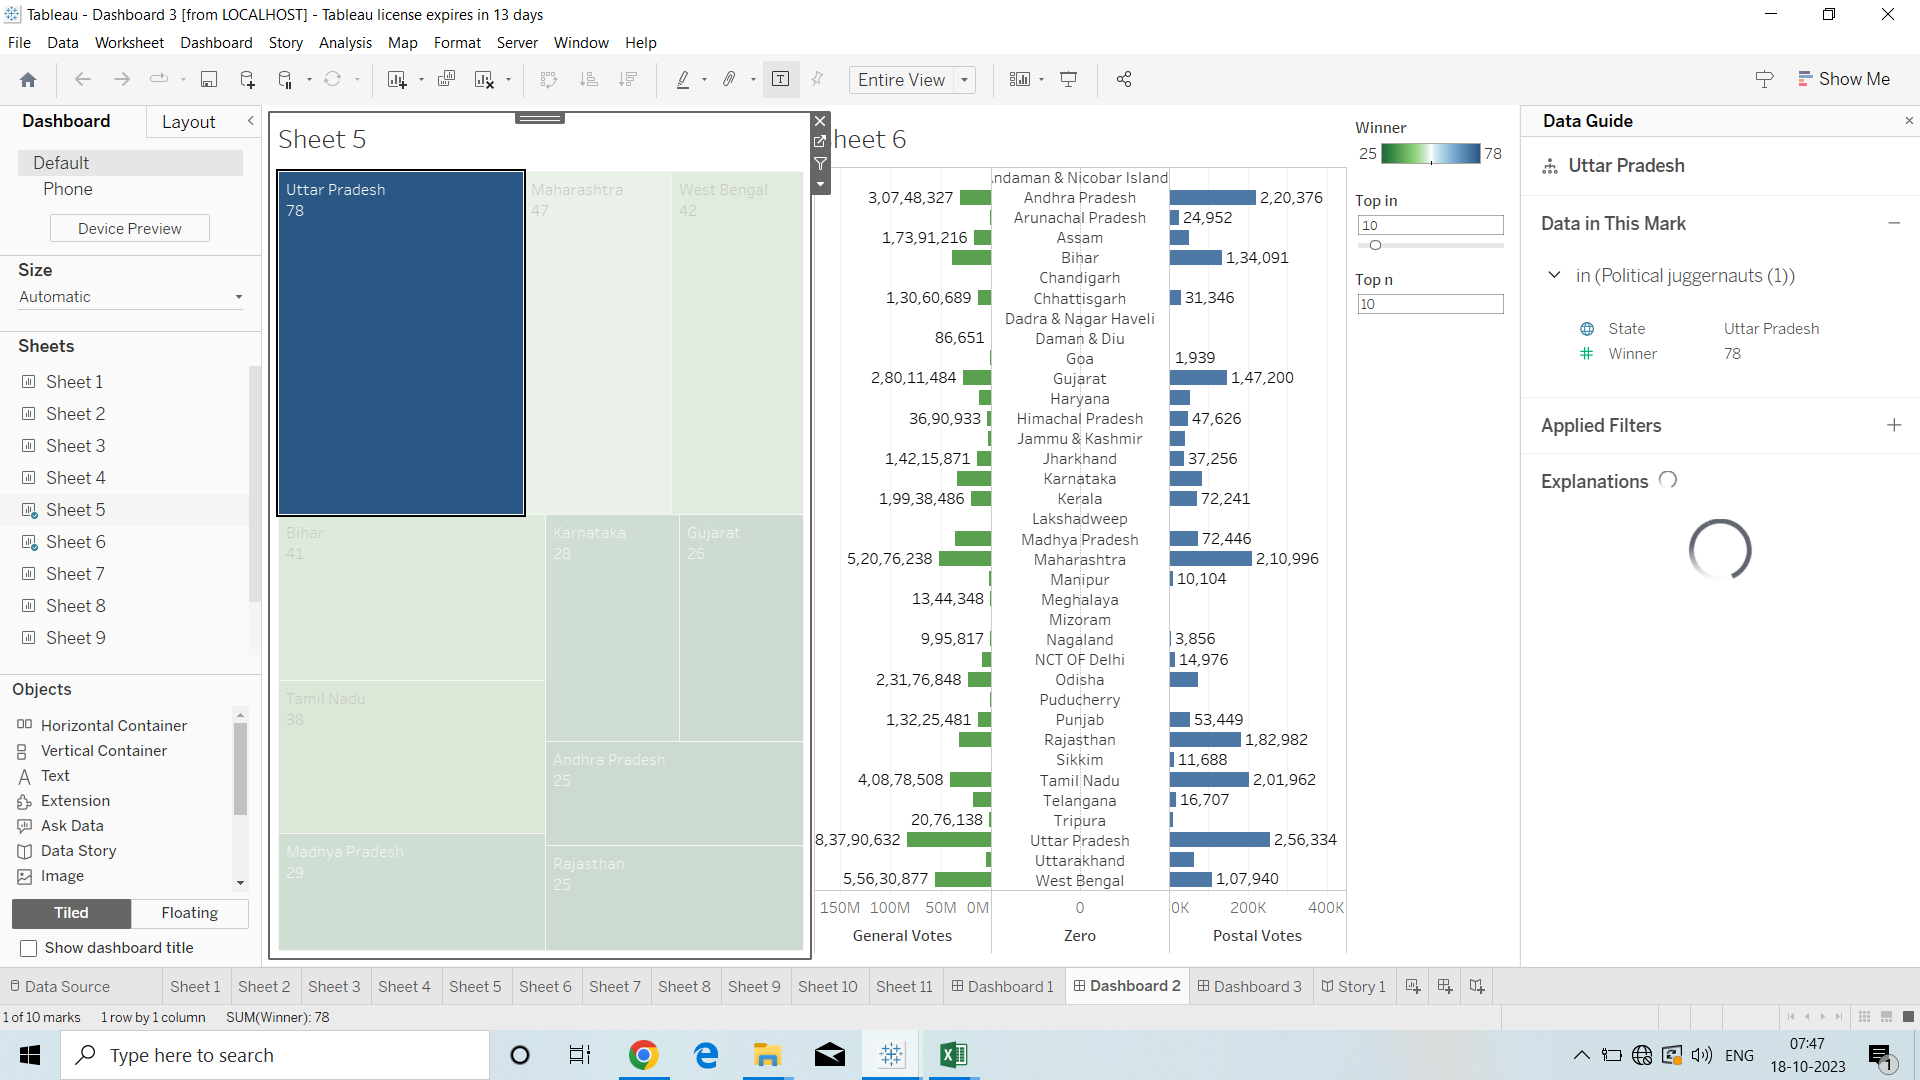 Tableau - Dashboard 3 [from LOCALHOST] - Tableau license expires in 13 days
File Data Worksheet Dashboard Story Analysis Map Format Server Window Help
Entire View
Show Me
Dashboard Layout
Default
Phone
Device Preview
Size
Automatic
Sheets
Sheet 1
Sheet 2
Sheet 3
Sheet 4
Sheet 5
Sheet 6
Sheet 7
Sheet 8
Sheet 9
Objects
Horizontal Container
Vertical Container
Text
Extension
Ask Data
Data Story
Image
Tiled Floating
Show dashboard title
Sheet 5
Uttar Pradesh
78
Maharashtra
47
West Bengal
42
Bihar
41
Karnataka
28
Gujarat
26
Tamil Nadu
38
Andhra Pradesh
25
Madhya Pradesh
29
Rajasthan
25
heet 6
ndaman & Nicobar Island
3,07,48,327 Andhra Pradesh 2,20,376
Arunachal Pradesh 24,952
1,73,91,216 Assam
Bihar 1,34,091
Chandigarh
1,30,60,689 Chhattisgarh 31,346
Dadra & Nagar Haveli
86,651 Daman & Diu
Goa 1,939
2,80,11,484 Gujarat 1,47,200
Haryana
36,90,933 Himachal Pradesh 47,626
Jammu & Kashmir
1,42,15,871 Jharkhand 37,256
Karnataka
1,99,38,486 Kerala 72,241
Lakshadweep
Madhya Pradesh 72,446
5,20,76,238 Maharashtra 2,10,996
Manipur 10,104
13,44,348 Meghalaya
Mizoram
9,95,817 Nagaland 3,856
NCT OF Delhi 14,976
2,31,76,848 Odisha
Puducherry
1,32,25,481 Punjab 53,449
Rajasthan 1,82,982
Sikkim 11,688
4,08,78,508 Tamil Nadu 2,01,962
Telangana 16,707
20,76,138 Tripura
8,37,90,632 Uttar Pradesh 2,56,334
Uttarakhand
5,56,30,877 West Bengal 1,07,940
150M 100M 50M 0M 0 0K 200K 400K
General Votes Zero Postal Votes
Winner
25 78
Top in
10
Top n
10
Data Guide
Uttar Pradesh
Data in This Mark
in (Political juggernauts (1))
State Uttar Pradesh
Winner 78
Applied Filters
Explanations
Data Source Sheet 1 Sheet 2 Sheet 3 Sheet 4 Sheet 5 Sheet 6 Sheet 7 Sheet 8 Sheet 9 Sheet 10 Sheet 11 Dashboard 1 Dashboard 2 Dashboard 3 Story 1
1 of 10 marks 1 row by 1 column SUM(Winner): 78
Type here to search
ENG
07:47
18-10-2023
1